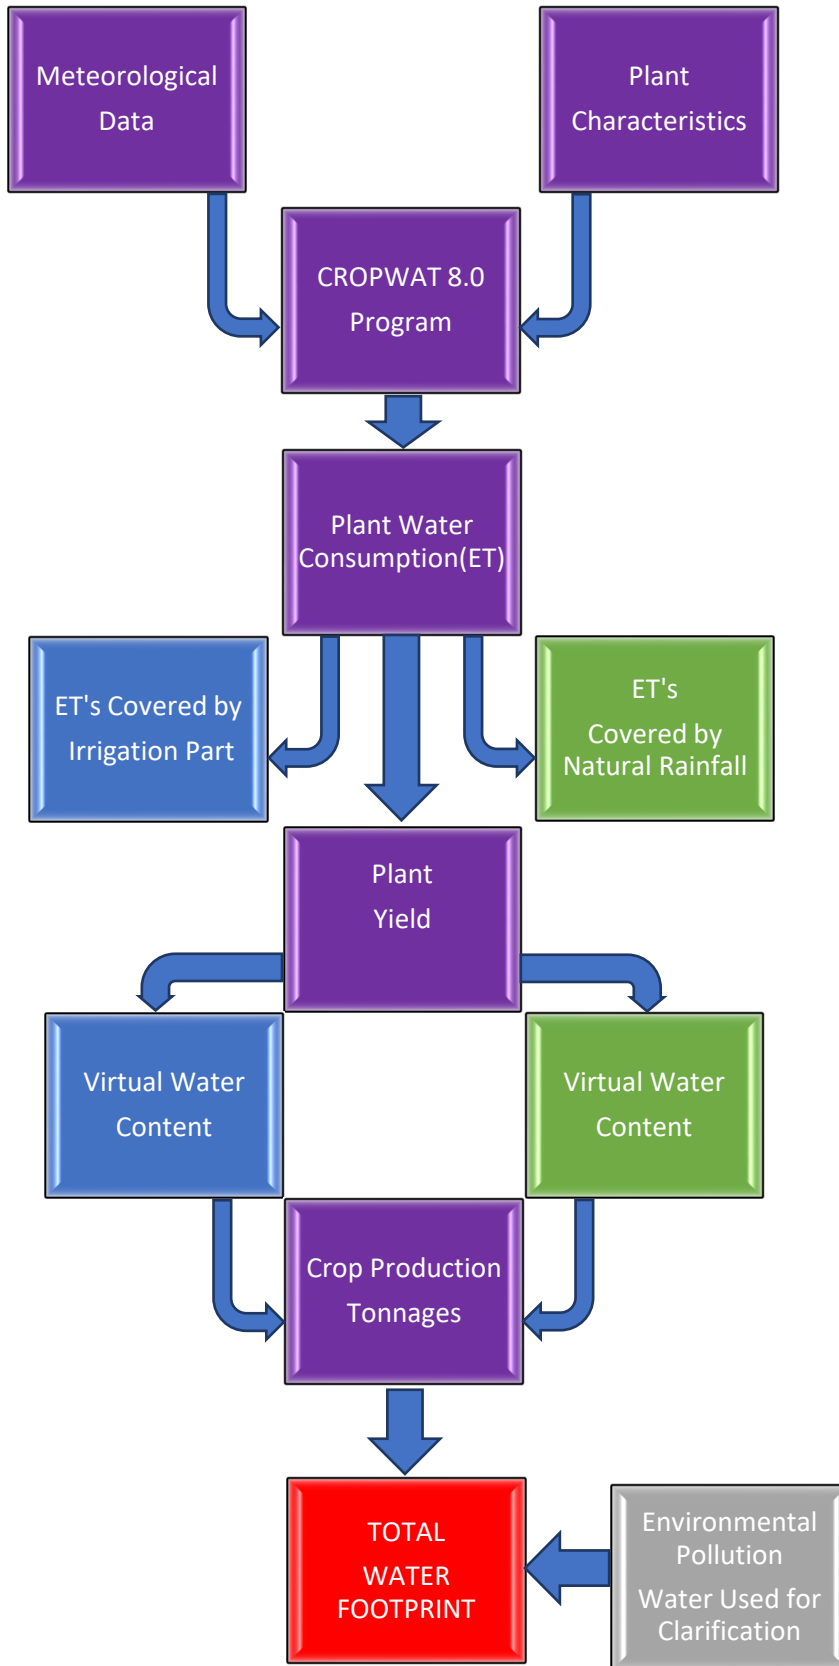 Meteorological
Data
Plant
Characteristics
CROPWAT 8.0
Program
Plant Water
Consumption(ET)
ET's Covered by
Irrigation Part
ET's
Covered by
Natural Rainfall
Plant
Yield
Virtual Water
Content
Virtual Water
Content
Crop Production
Tonnages
TOTAL
WATER
FOOTPRINT
Environmental
Pollution
Water Used for
Clarification